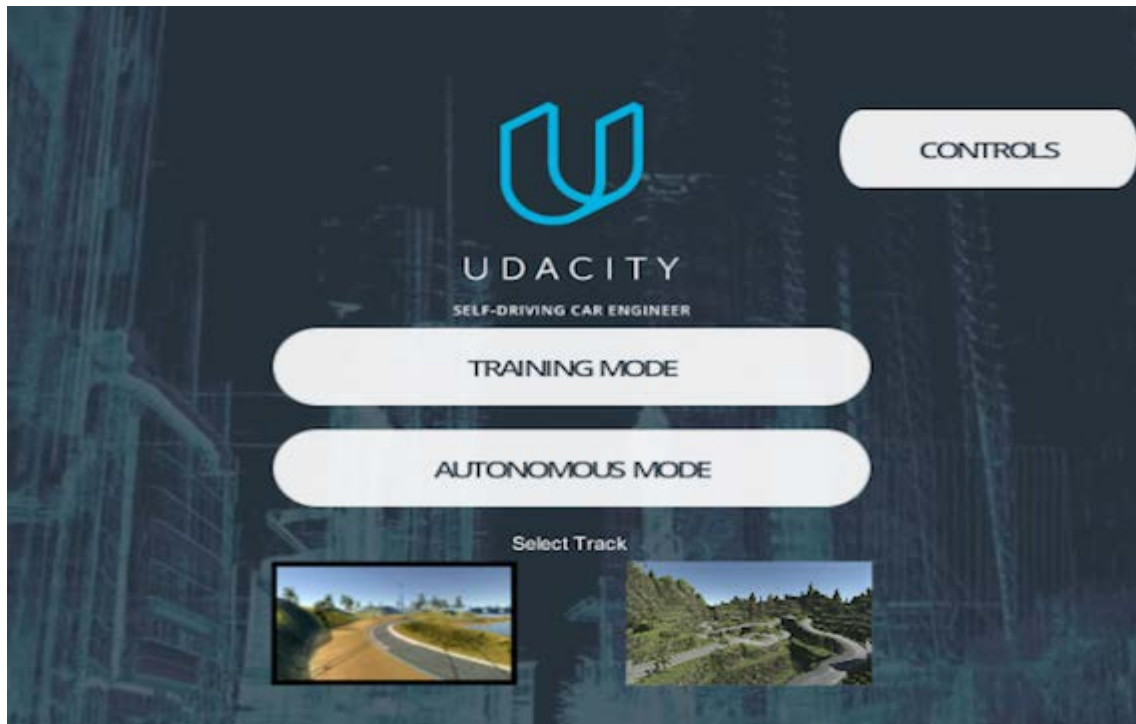 CONTROLS
UDACITY
SELF-DRIVING CAR ENGINEER
TRAINING MODE
AUTONOMOUS MODE
Select Track